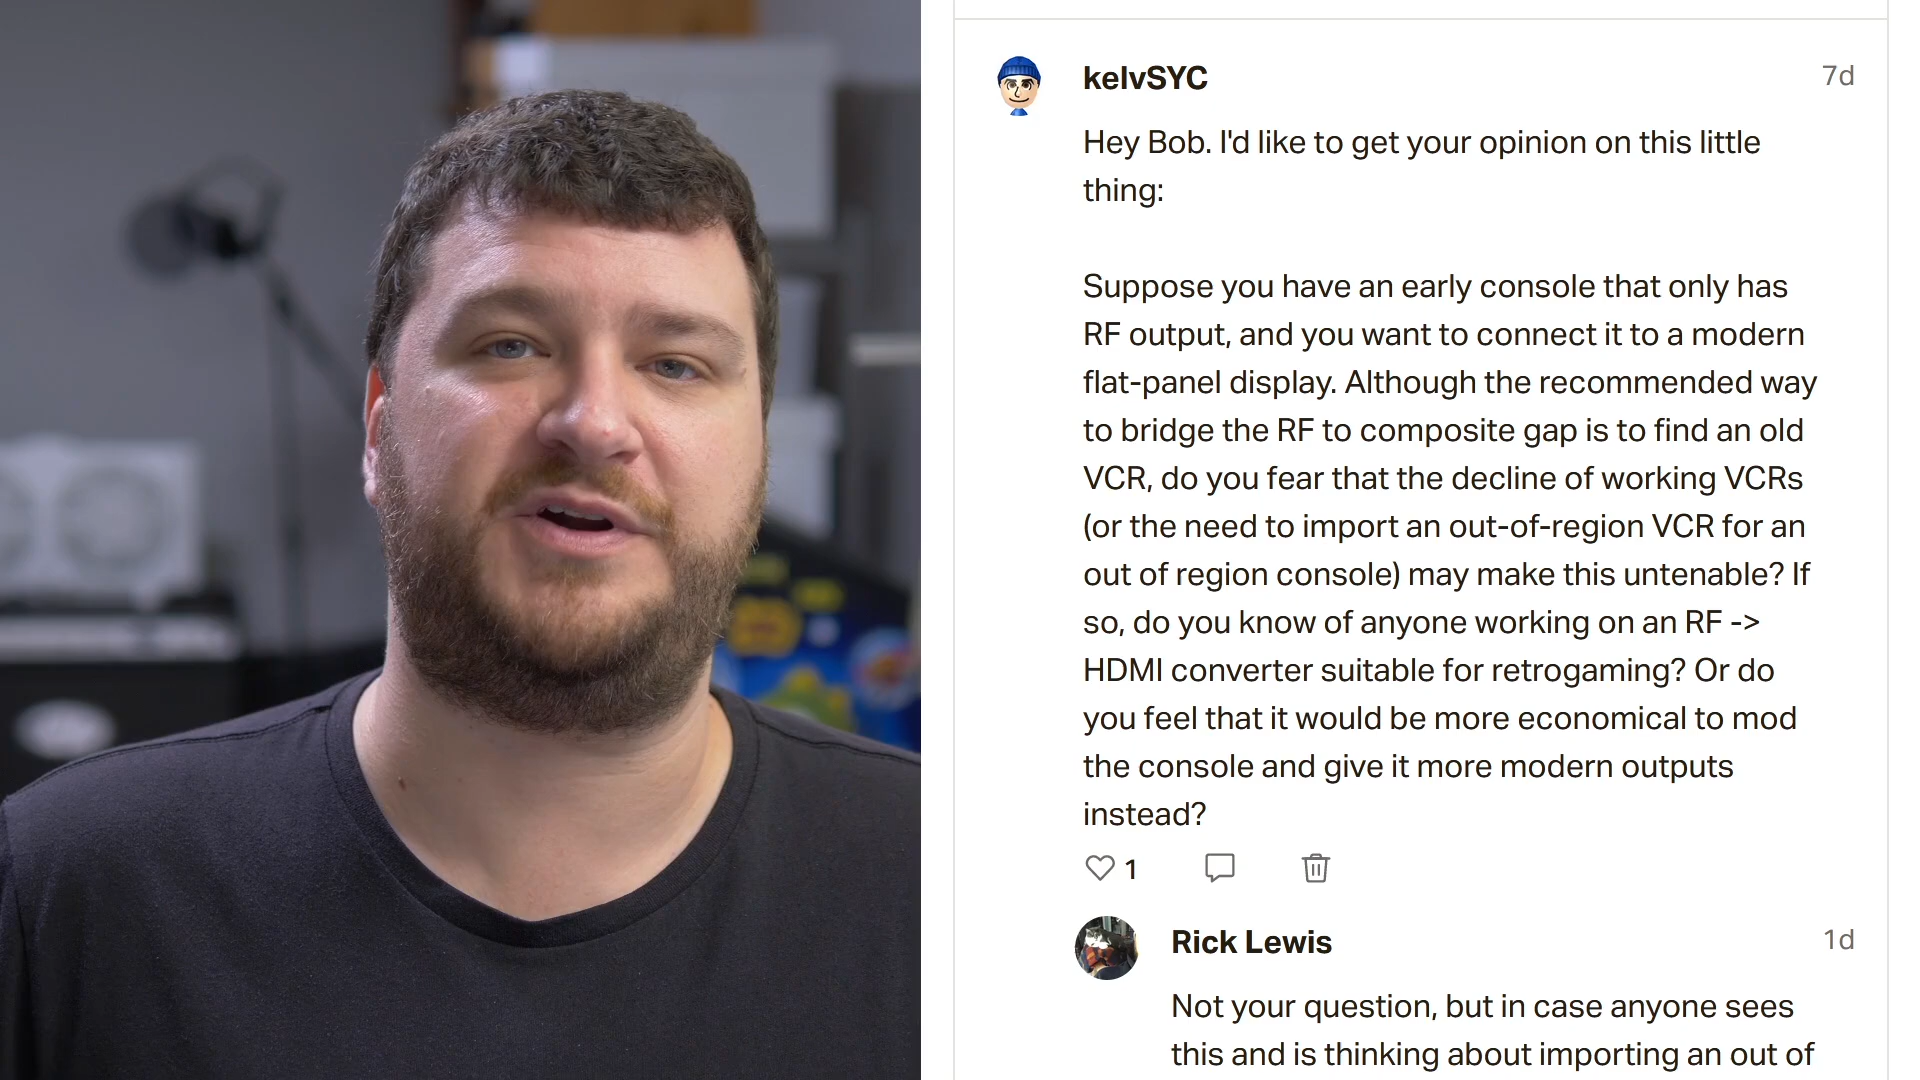 kelvSYC
7d
Hey Bob. I'd like to get your opinion on this little
thing:
Suppose you have an early console that only has
RF output, and you want to connect it to a modern
flat-panel display. Although the recommended way
to bridge the RF to composite gap is to find an old
VCR, do you fear that the decline of working VCRs
(or the need to import an out-of-region VCR for an
out of region console) may make this untenable? If
so, do you know of anyone working on an RF ->
HDMI converter suitable for retrogaming? Or do
you feel that it would be more economical to mod
the console and give it more modern outputs
instead?
1
Rick Lewis
1d
Not your question, but in case anyone sees
this and is thinking about importing an out of